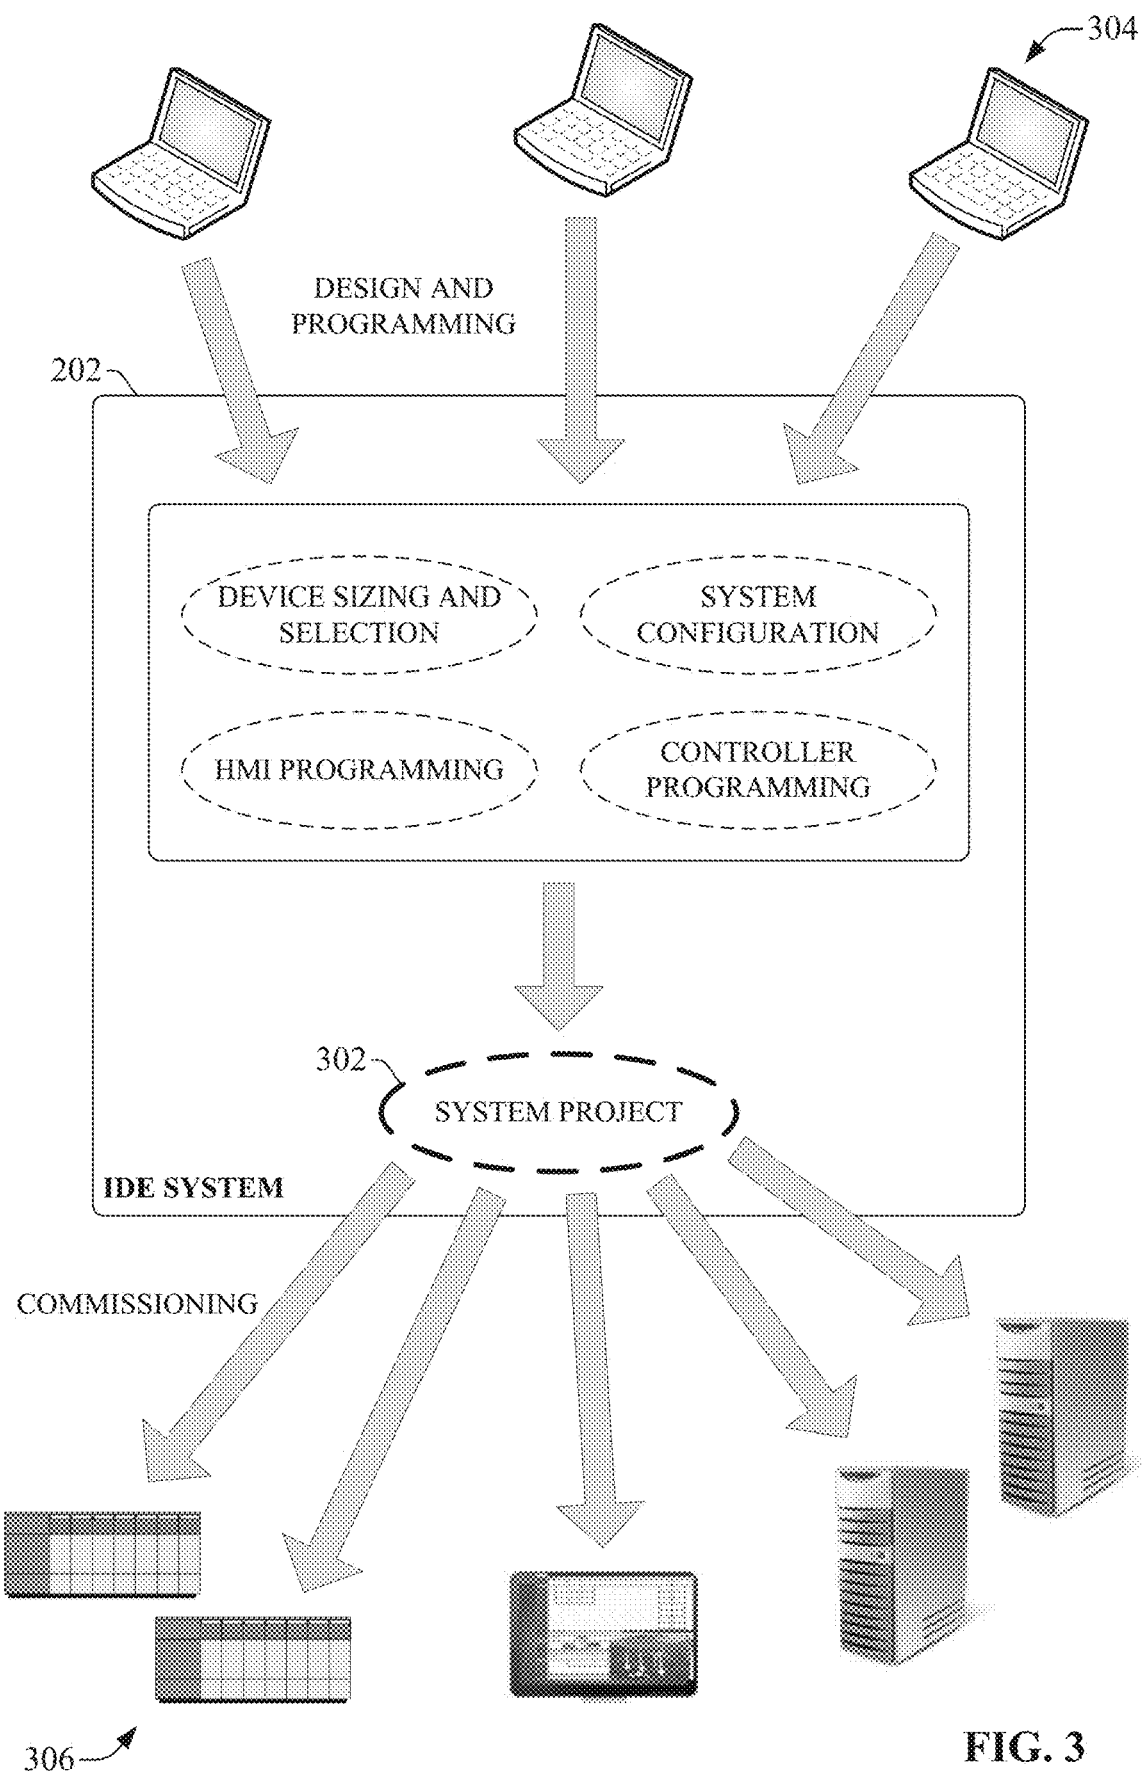 304
DESIGN AND
PROGRAMMING
202
DEVICE SIZING AND
SELECTION
SYSTEM
CONFIGURATION
HMI PROGRAMMING
CONTROLLER
PROGRAMMING
302
SYSTEM PROJECT
IDE SYSTEM
COMMISSIONING
306
FIG. 3